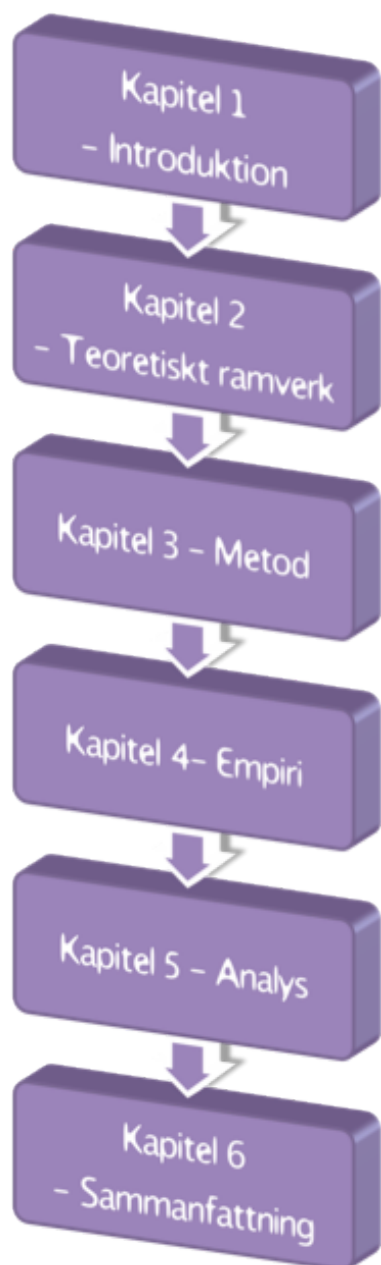 Kapitel 1
– Introduktion
Kapitel 2
– Teoretiskt ramverk
Kapitel 3 – Metod
Kapitel 4– Empiri
Kapitel 5 – Analys
Kapitel 6
– Sammanfattning